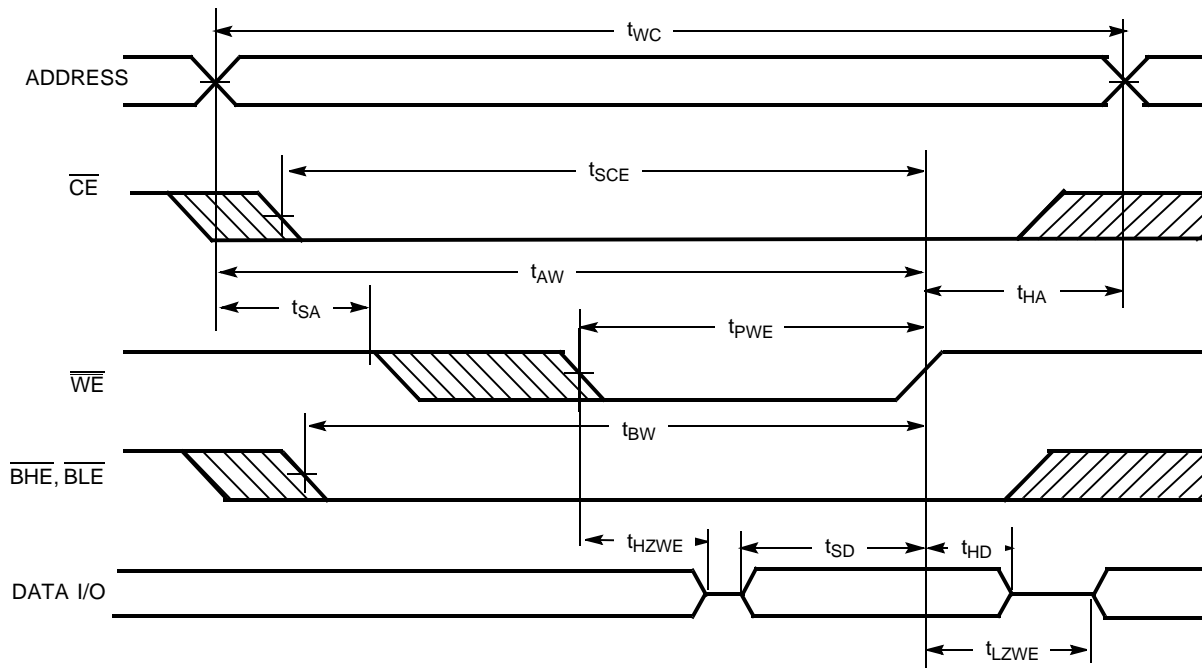 tWC
ADDRESS
CE
tSCE
tAW
tHA
tSA
tPWE
WE
tBW
BHE, BLE
tHZWE
tSD
tHD
DATA I/O
tLZWE